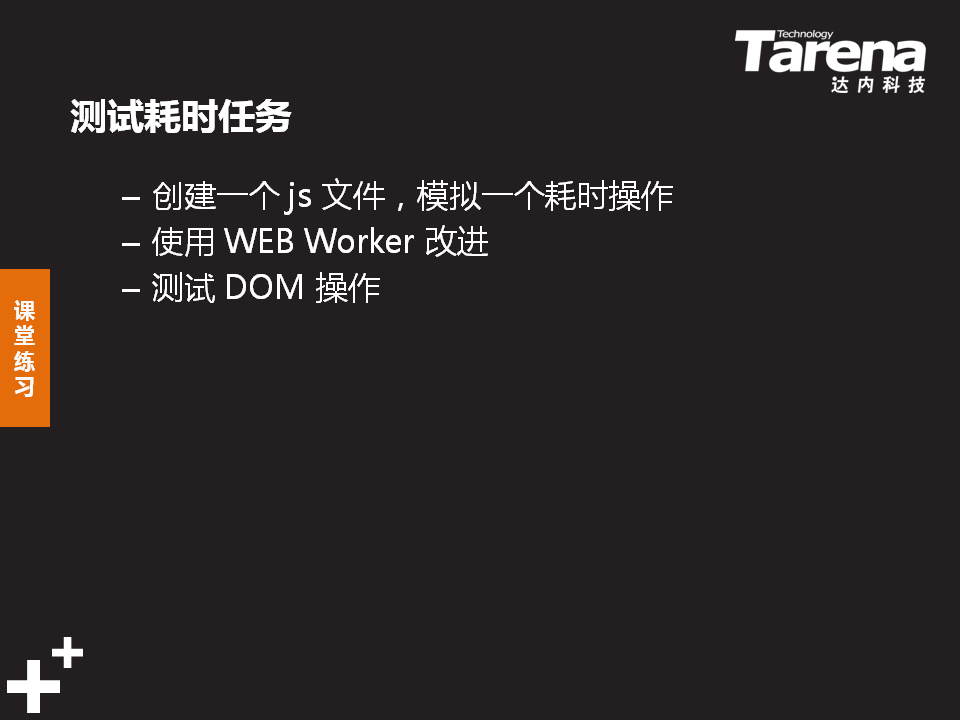 Technology
Tarena
达内科技
测试耗时任务
– 创建一个 js 文件，模拟一个耗时操作
– 使用 WEB Worker 改进
– 测试 DOM 操作
课
堂
练
习